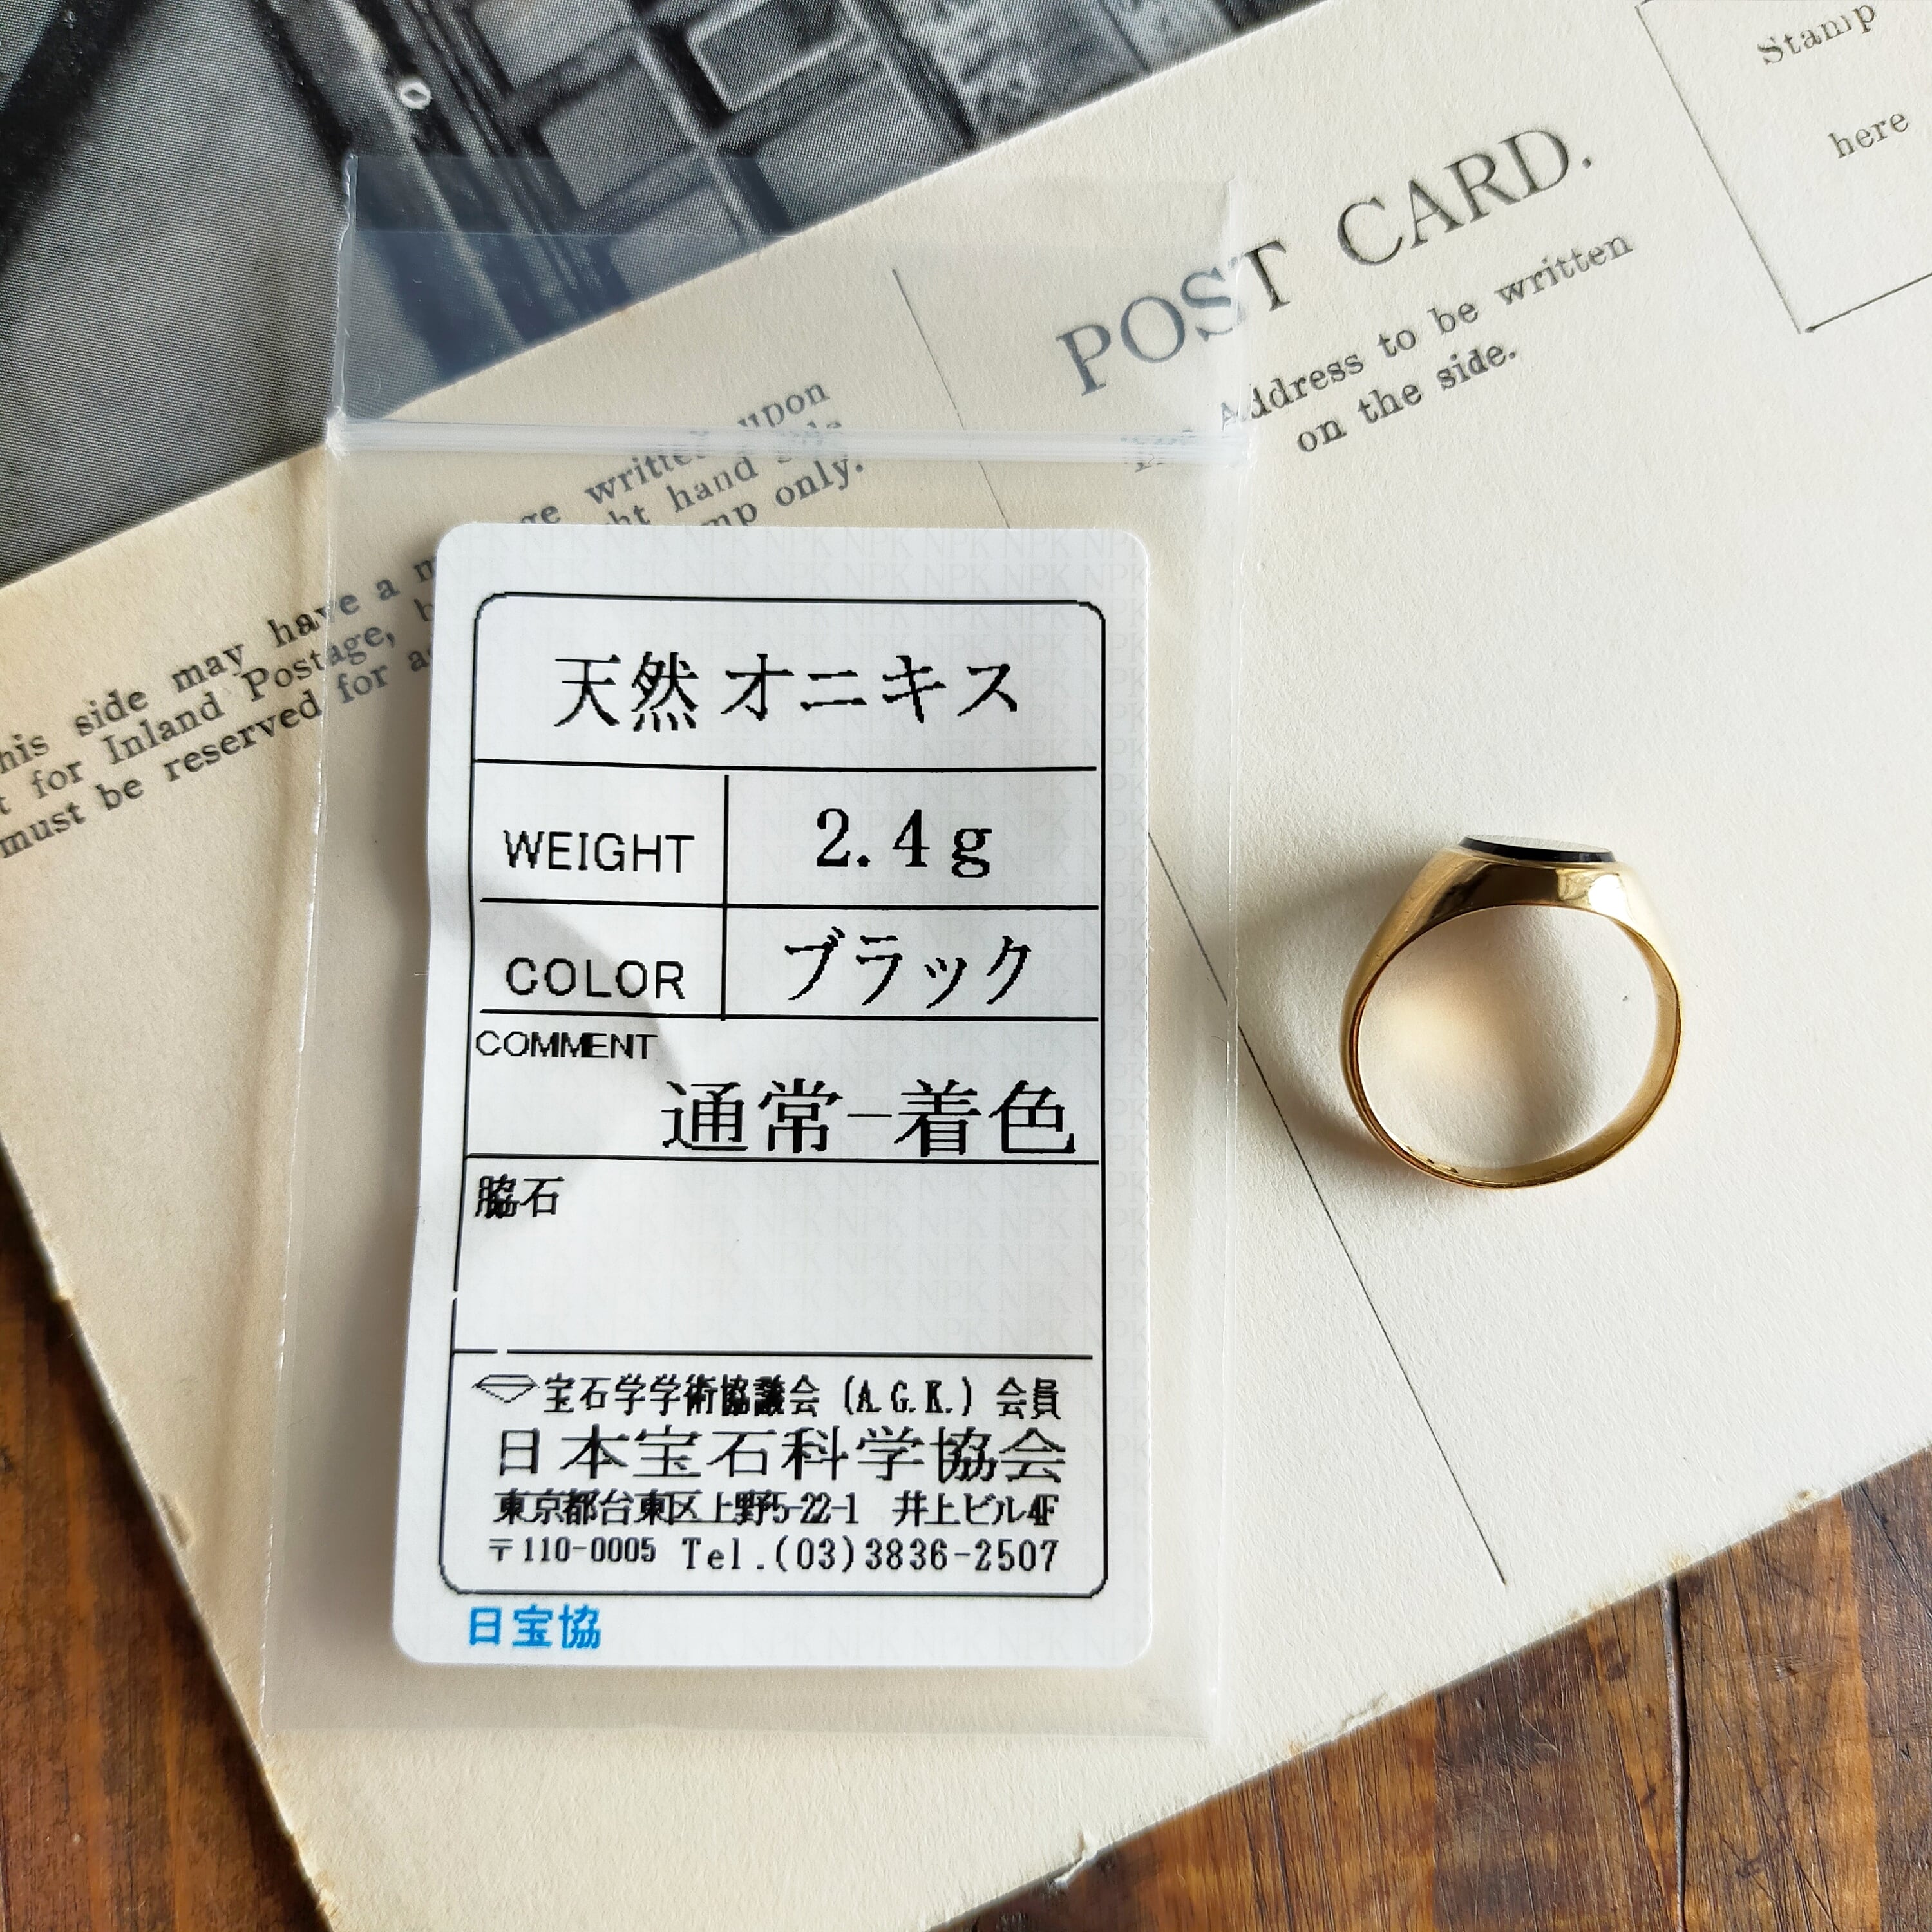 Stamp
here
POST CARD.
Address to be written
on the side.
upon
written
hand side
only.
this side may have a
for Inland Postage,
must be reserved for
天然オニキス
WEIGHT 2.4g
COLOR ブラック
COMMENT
通常-着色
脇石
宝石学学術協議会 (A.G.K.) 会員
日本宝石科学協会
東京都台東区上野5-22-1 井上ビル4F
〒110-0005 Tel.(03)3836-2507
日宝協